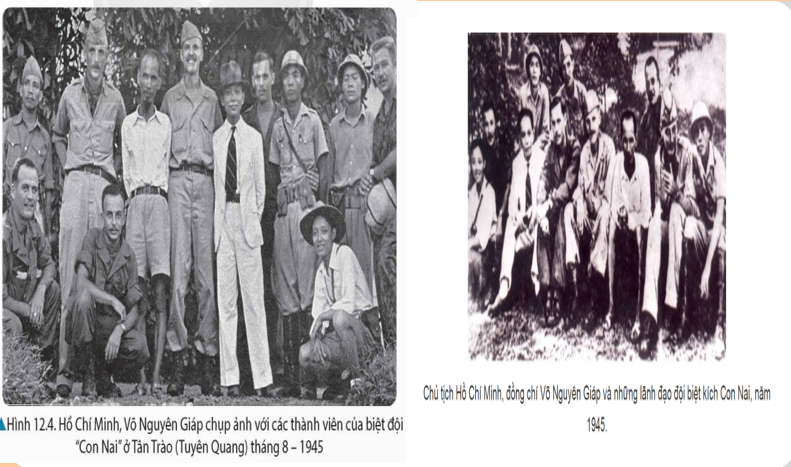 Hình 12.4. Hồ Chí Minh, Võ Nguyên Giáp chụp ảnh với các thành viên của biệt đội
“Con Nai” ở Tân Trào (Tuyên Quang) tháng 8 – 1945
Chủ tịch Hồ Chí Minh, đồng chí Võ Nguyên Giáp và những lãnh đạo đội biệt kích Con Nai, năm
1945.